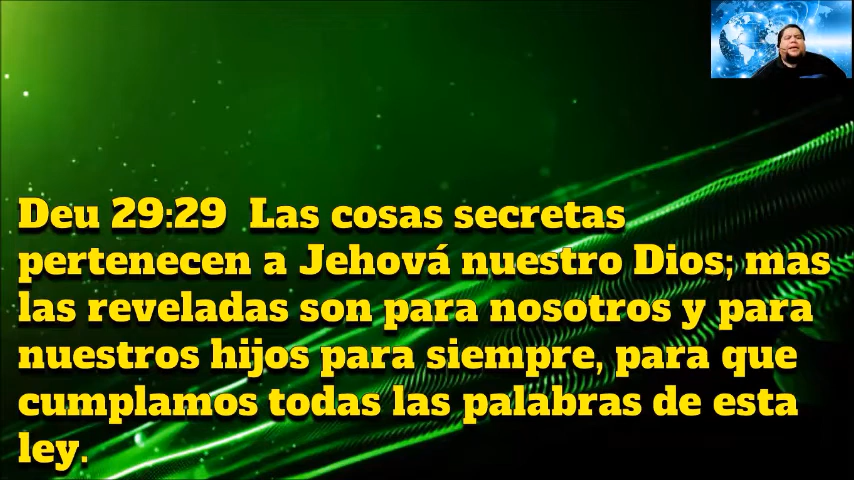 Deu 29:29  Las cosas secretas
pertenecen a Jehová nuestro Dios; mas
las reveladas son para nosotros y para
nuestros hijos para siempre, para que
cumplamos todas las palabras de esta
ley.